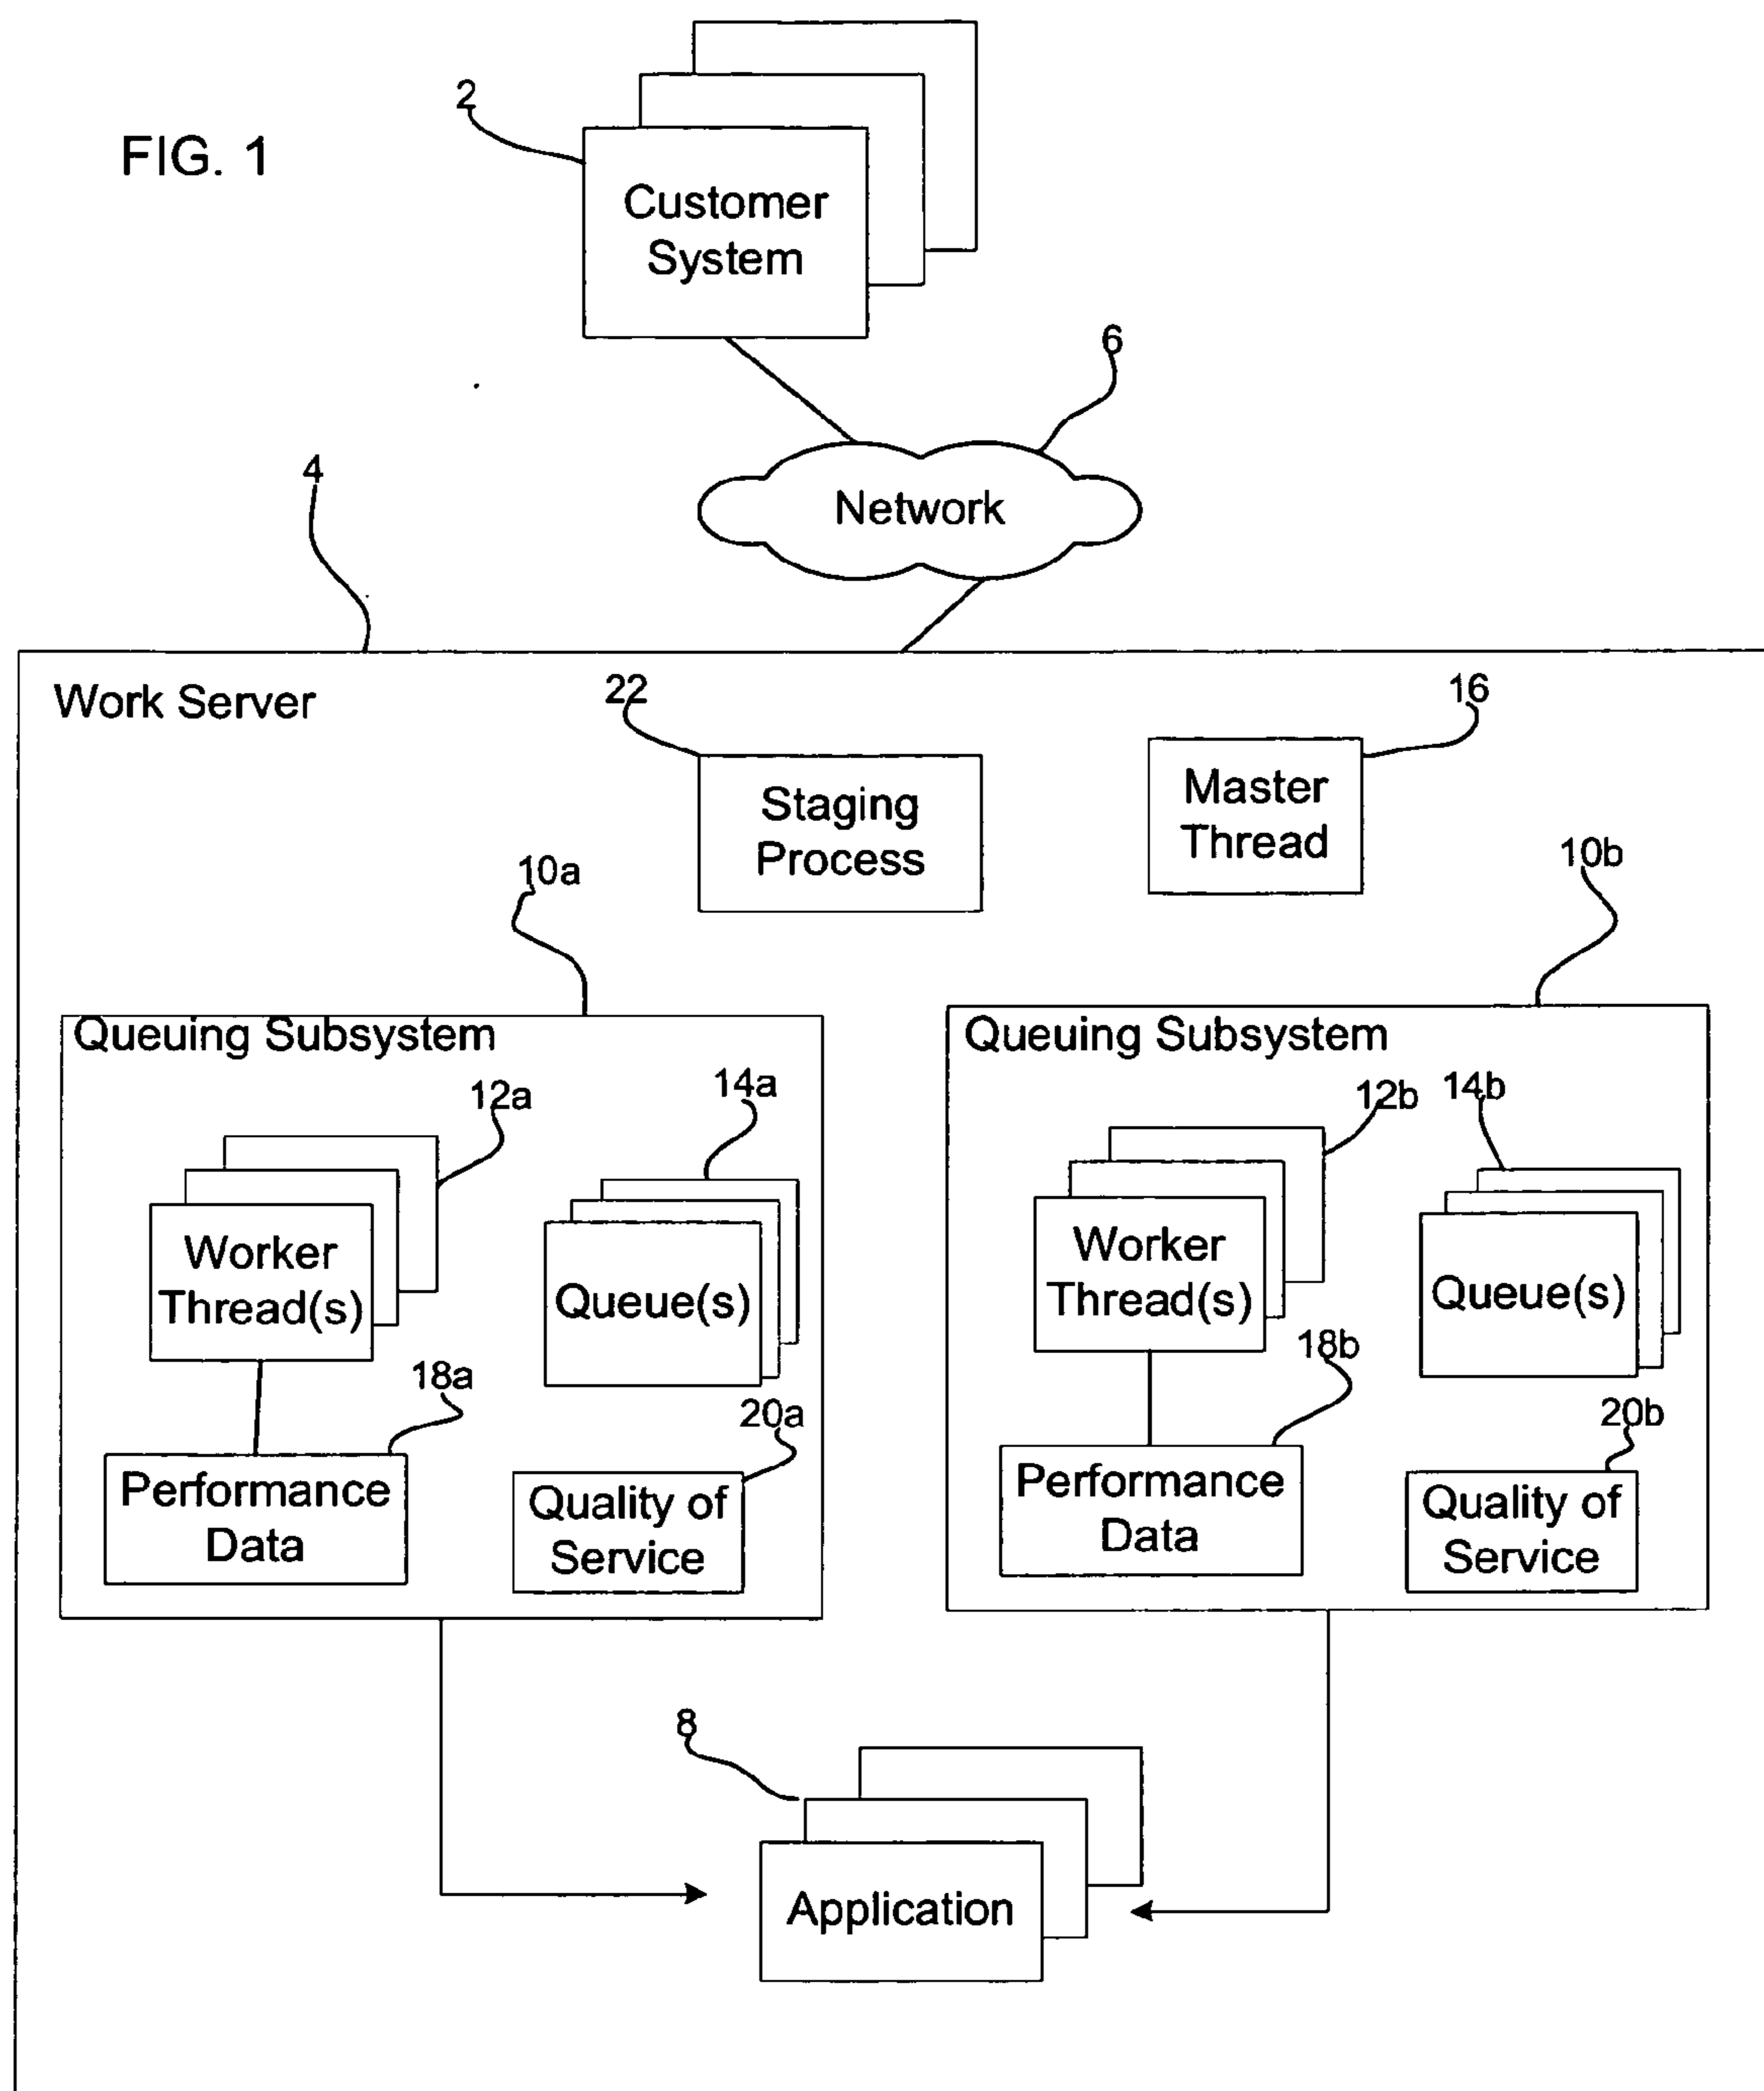 FIG. 1
2
Customer
System
6
Network
4
Work Server
22
Staging
Process
16
Master
Thread
10a
10b
Queuing Subsystem
12a
14a
Worker
Thread(s)
Queue(s)
18a
Performance
Data
20a
Quality of
Service
Queuing Subsystem
12b
14b
Worker
Thread(s)
Queue(s)
18b
Performance
Data
20b
Quality of
Service
8
Application